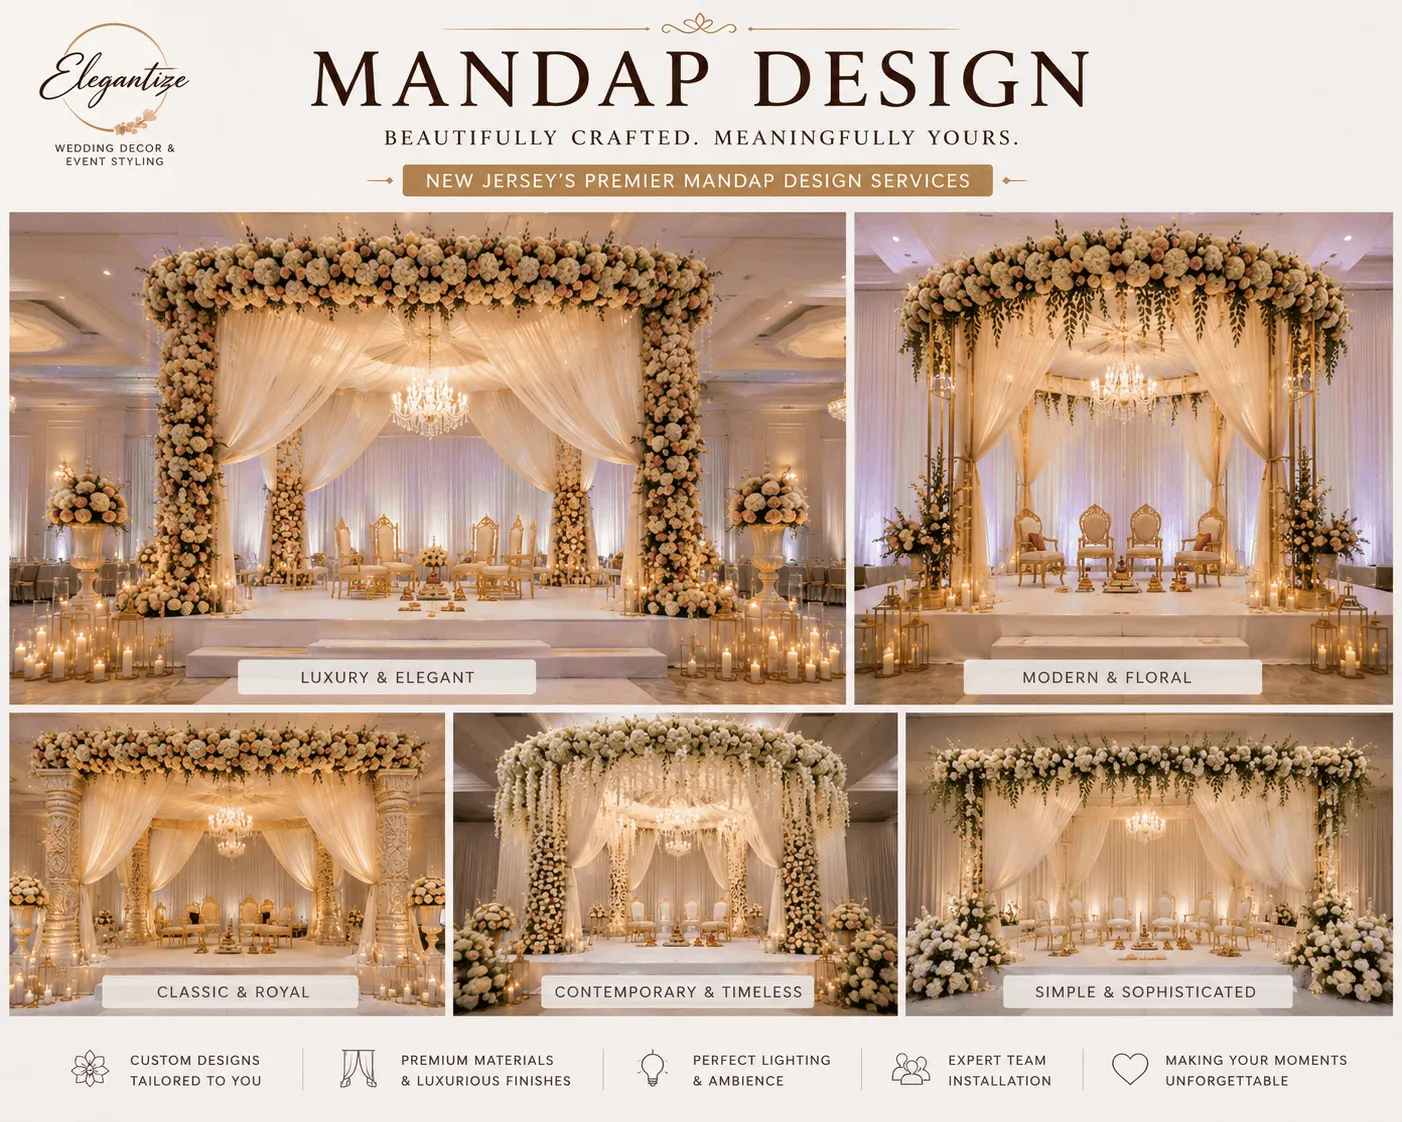 Elegantize
WEDDING DECOR &
EVENT STYLING
MANDAP DESIGN
BEAUTIFULLY CRAFTED. MEANINGFULLY YOURS.
NEW JERSEY'S PREMIER MANDAP DESIGN SERVICES
LUXURY & ELEGANT
MODERN & FLORAL
CLASSIC & ROYAL
CONTEMPORARY & TIMELESS
SIMPLE & SOPHISTICATED
CUSTOM DESIGNS
TAILORED TO YOU
PREMIUM MATERIALS
& LUXURIOUS FINISHES
PERFECT LIGHTING
& AMBIENCE
EXPERT TEAM
INSTALLATION
MAKING YOUR MOMENTS
UNFORGETTABLE